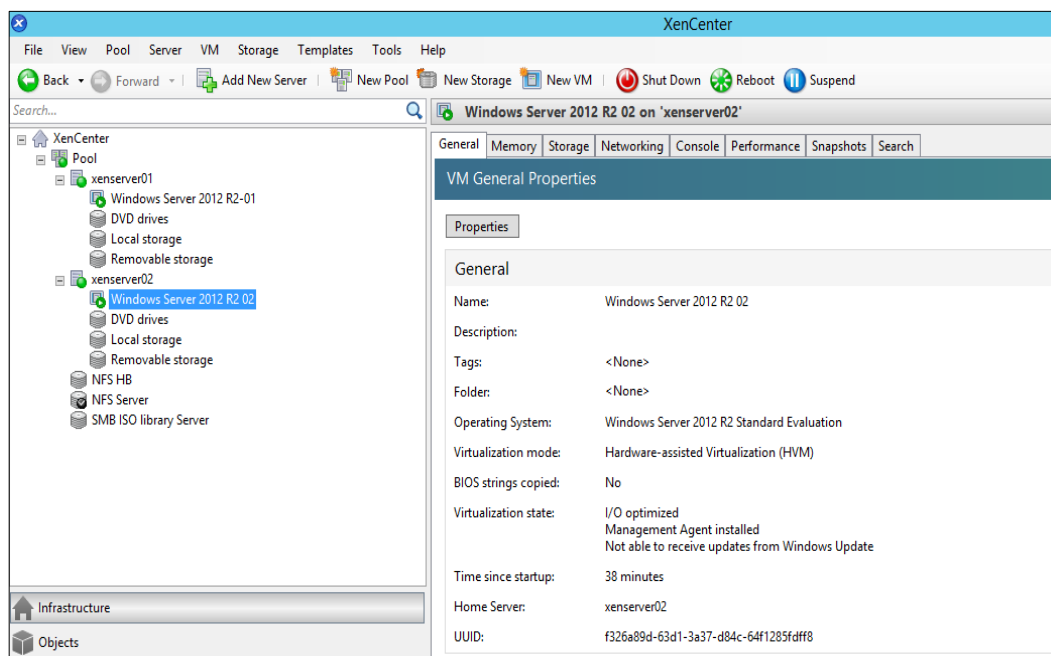 XenCenter
File View Pool Server VM Storage Templates Tools Help
Back Forward Add New Server New Pool New Storage New VM Shut Down Reboot Suspend
Search...
XenCenter
Pool
xenserver01
Windows Server 2012 R2-01
DVD drives
Local storage
Removable storage
xenserver02
Windows Server 2012 R2 02
DVD drives
Local storage
Removable storage
NFS HB
NFS Server
SMB ISO library Server
Infrastructure
Objects
Windows Server 2012 R2 02 on 'xenserver02'
General Memory Storage Networking Console Performance Snapshots Search
VM General Properties
Properties
General
Name: Windows Server 2012 R2 02
Description:
Tags: <None>
Folder: <None>
Operating System: Windows Server 2012 R2 Standard Evaluation
Virtualization mode: Hardware-assisted Virtualization (HVM)
BIOS strings copied: No
Virtualization state: I/O optimized
Management Agent installed
Not able to receive updates from Windows Update
Time since startup: 38 minutes
Home Server: xenserver02
UUID: f326a89d-63d1-3a37-d84c-64f1285fdff8